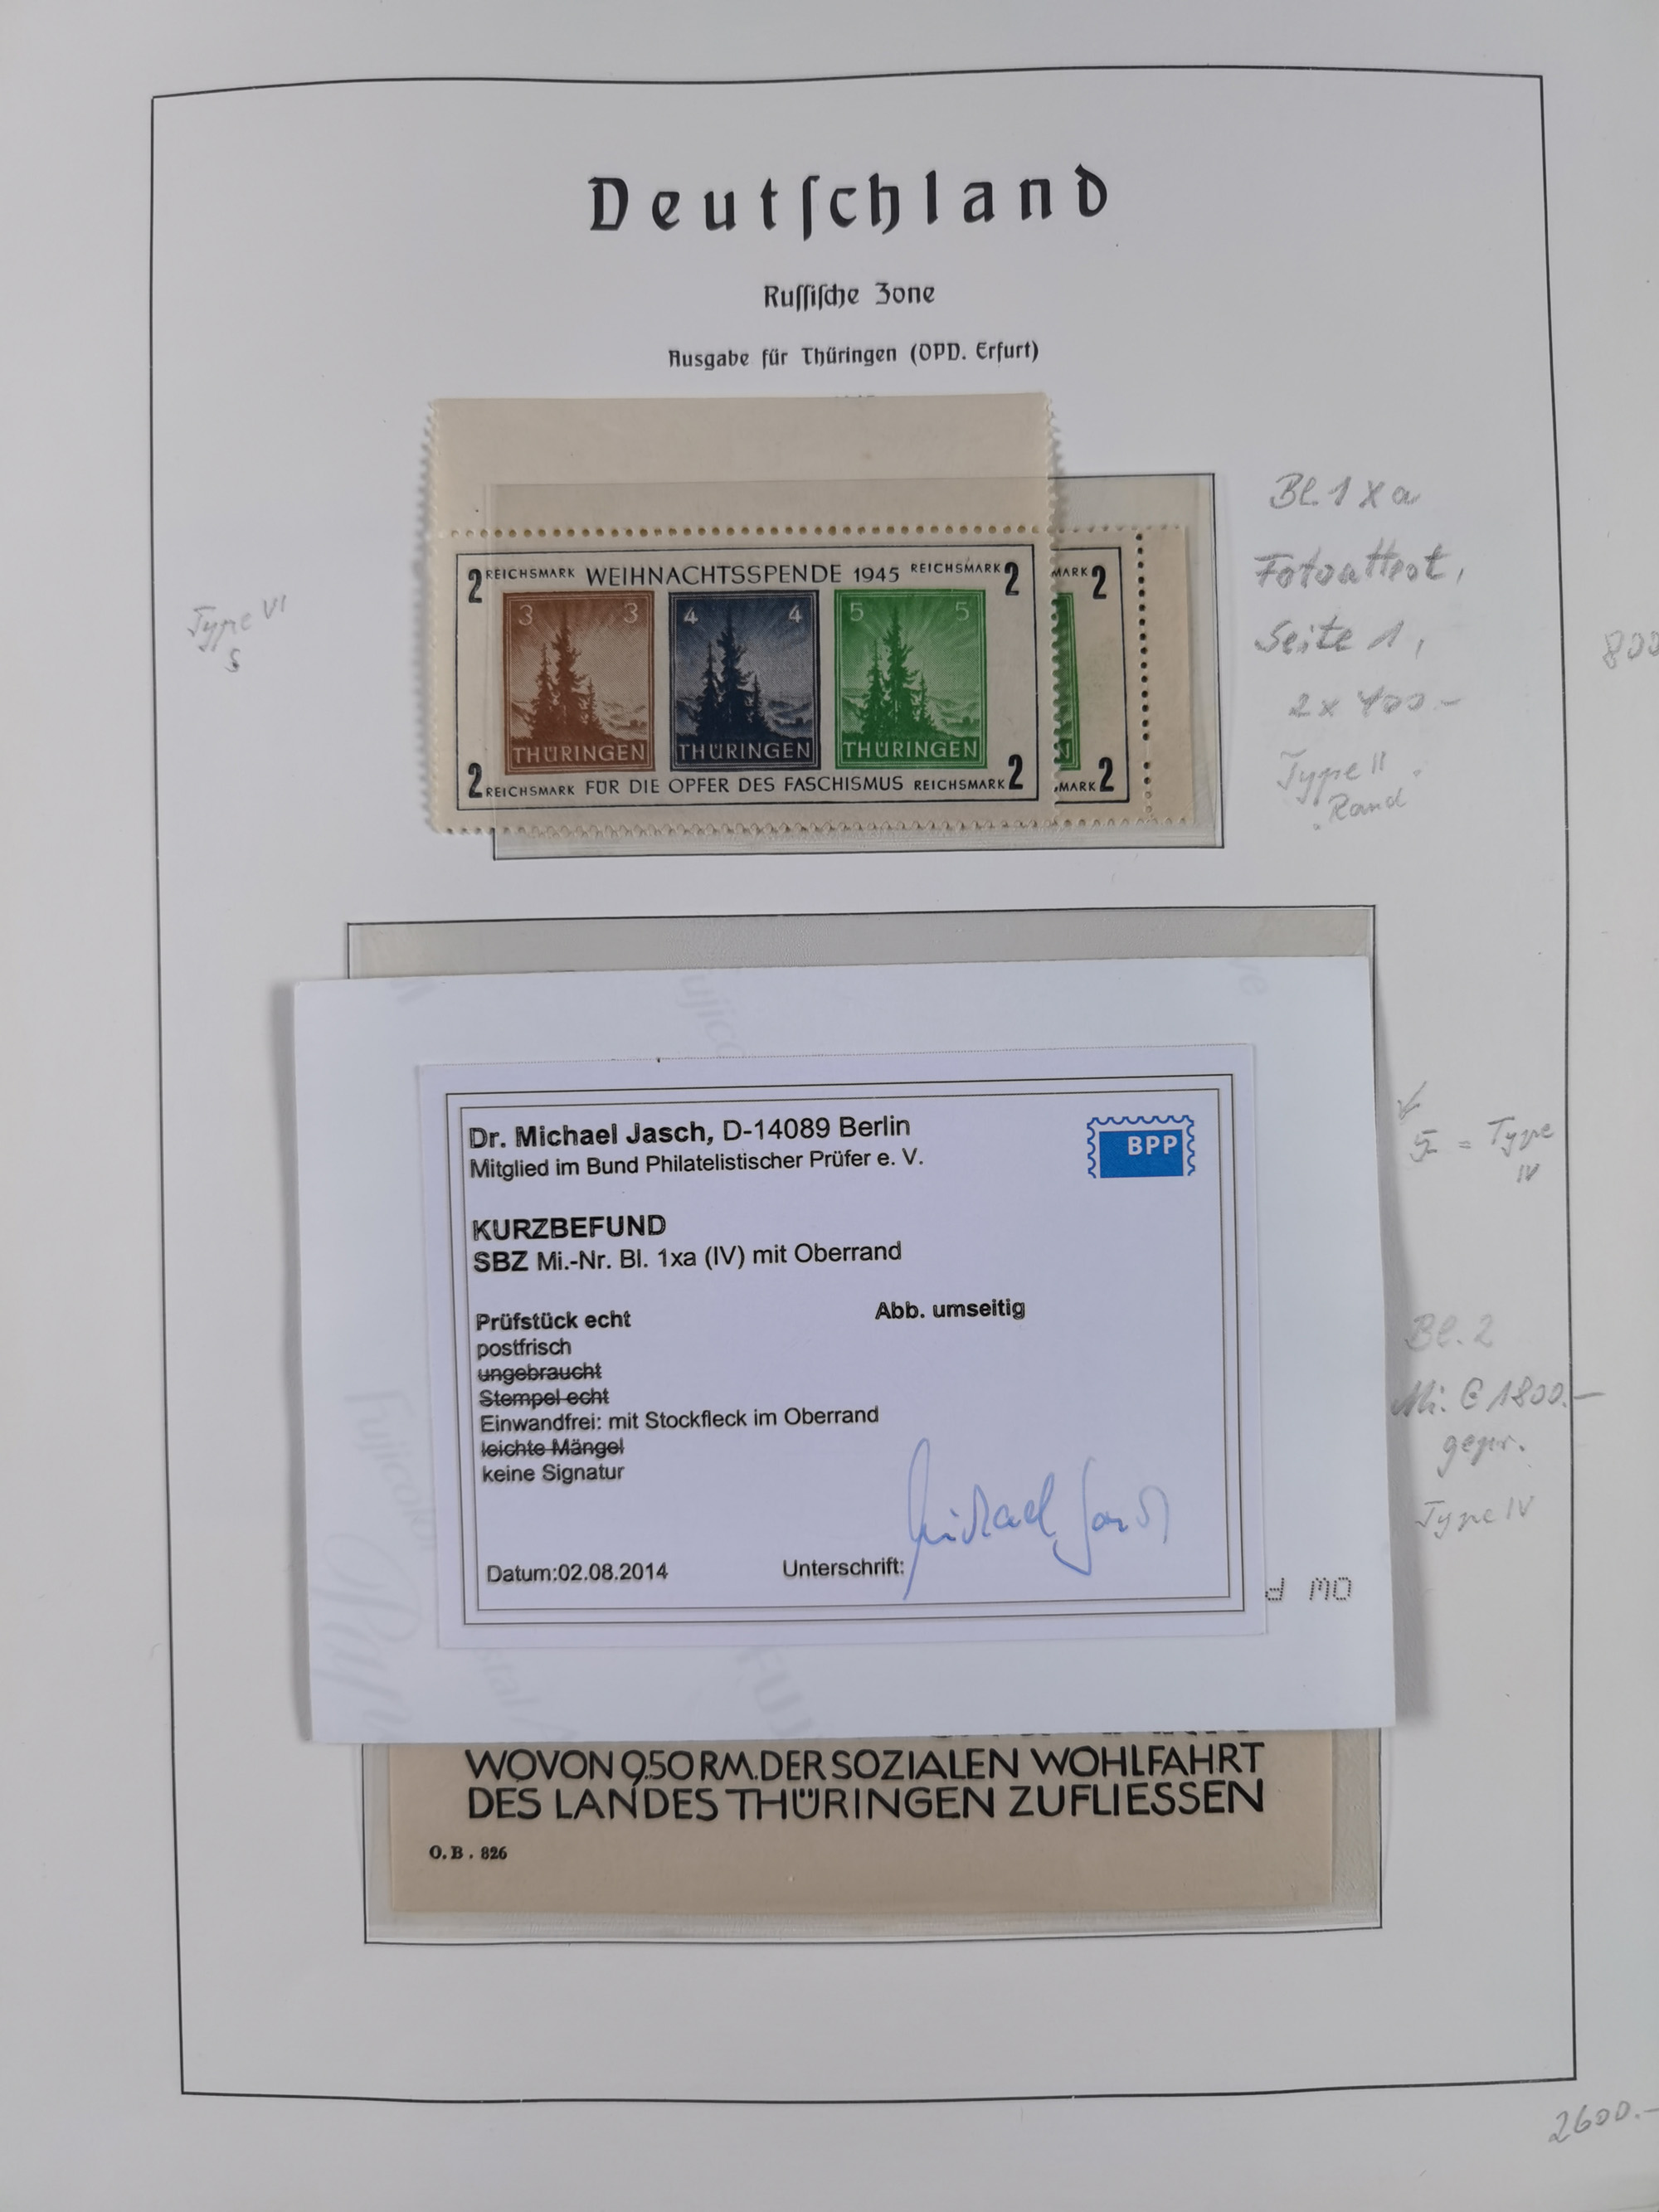 Deutſchland
Ruſſiſche Zone
Ausgabe für Thüringen (OPD. Erfurt)
2 REICHSMARK WEIHNACHTSSPENDE 1945 REICHSMARK 2
MARK 2
3 3 4 4 5 5
THÜRINGEN THÜRINGEN THÜRINGEN N
2 REICHSMARK FÜR DIE OPFER DES FASCHISMUS REICHSMARK 2
MARK 2
Type VI
Bl. 1 X a
Fotoattest,
Seite 1,
2 x 400.-
Type II
Rand
800
Dr. Michael Jasch, D-14089 Berlin
BPP
Mitglied im Bund Philatelistischer Prüfer e. V.
KURZBEFUND
SBZ Mi.-Nr. Bl. 1xa (IV) mit Oberrand
Prüfstück echt
Abb. umseitig
postfrisch
ungebraucht
Stempel echt
Einwandfrei: mit Stockfleck im Oberrand
leichte Mängel
keine Signatur
Datum:02.08.2014
Unterschrift:
= Type
IV
Bl. 2
Mi. € 1800.-
gepr.
Type IV
WOVON 9.50 RM. DER SOZIALEN WOHLFAHRT
DES LANDES THÜRINGEN ZUFLIESSEN
O. B. 826
2600.-